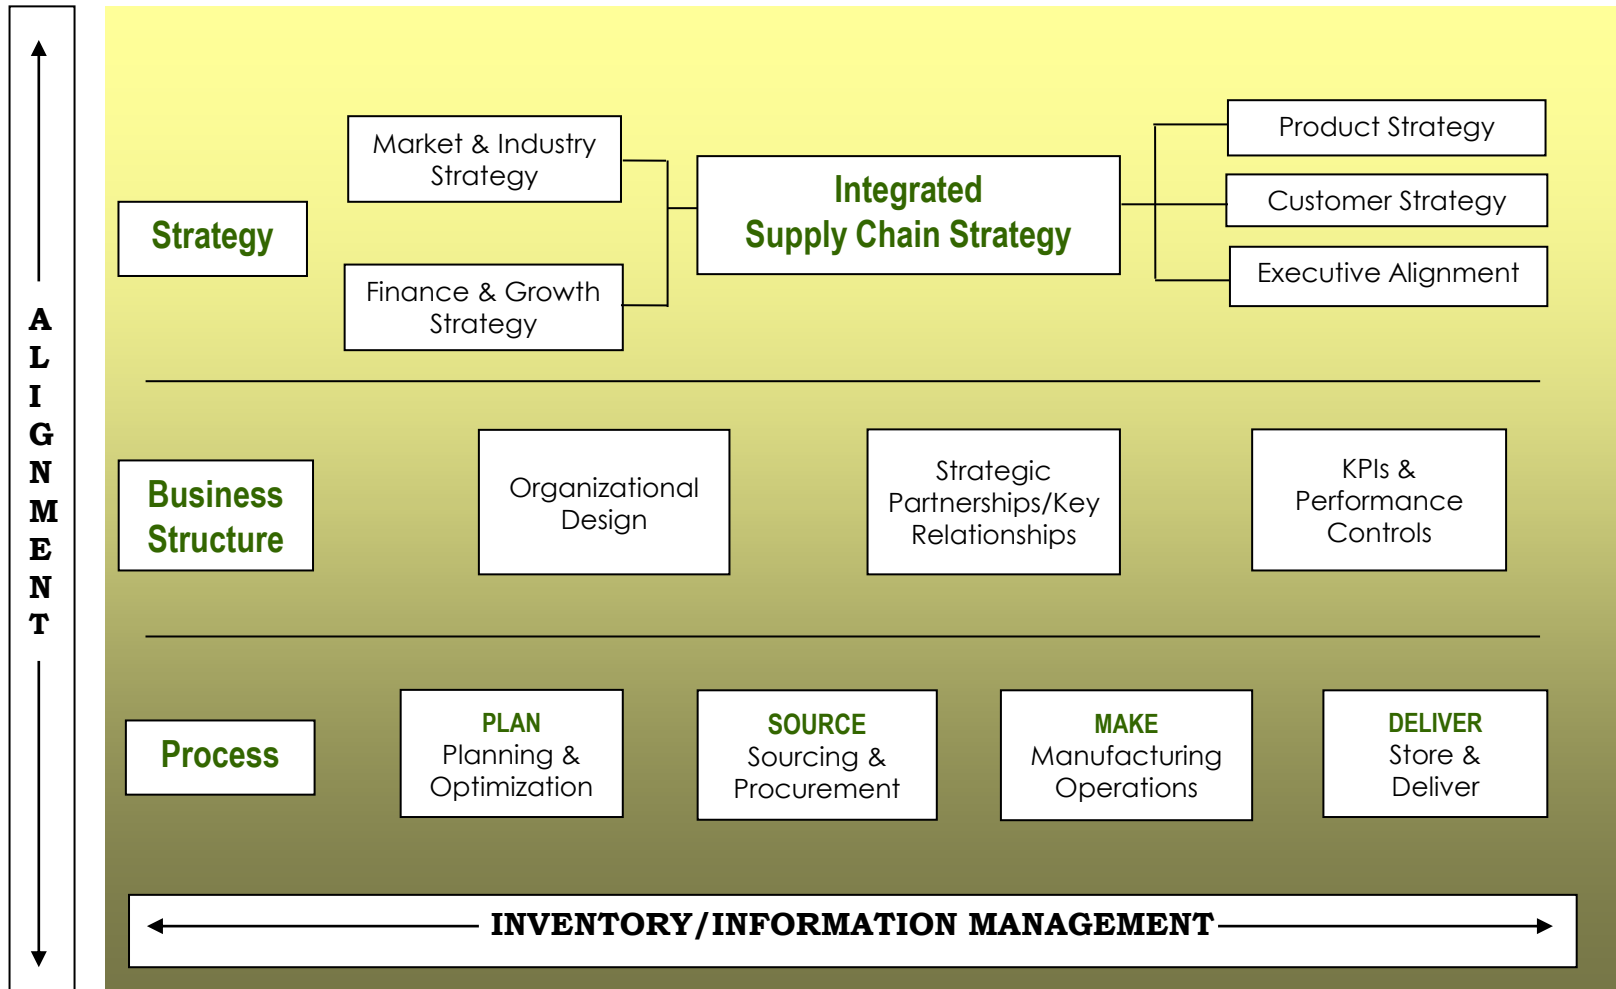 ALIGNMENT
Strategy
Market & Industry
Strategy
Finance & Growth
Strategy
Integrated
Supply Chain Strategy
Product Strategy
Customer Strategy
Executive Alignment
Business
Structure
Organizational
Design
Strategic
Partnerships/Key
Relationships
KPIs &
Performance
Controls
Process
PLAN
Planning &
Optimization
SOURCE
Sourcing &
Procurement
MAKE
Manufacturing
Operations
DELIVER
Store &
Deliver
INVENTORY/INFORMATION MANAGEMENT